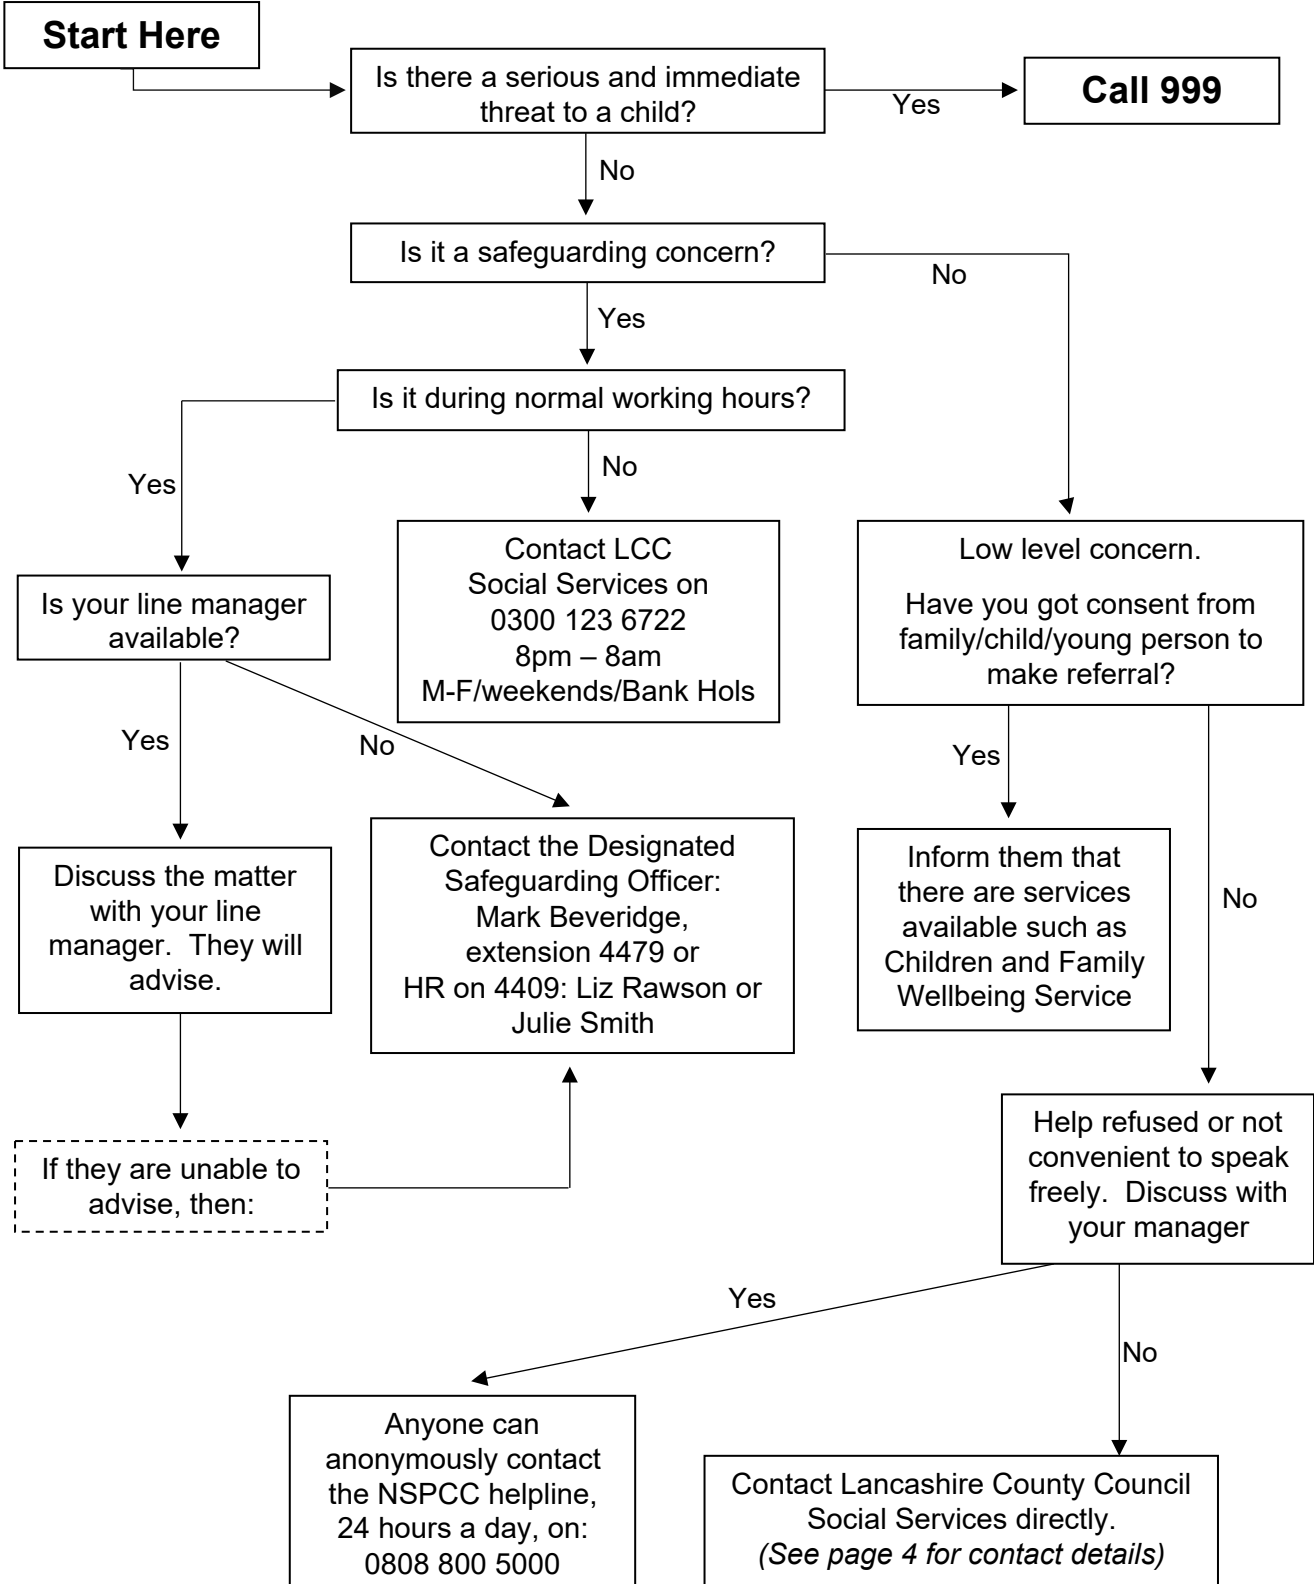 Start Here
Is there a serious and immediate
threat to a child?
Yes
Call 999
No
Is it a safeguarding concern?
No
Yes
Is it during normal working hours?
Yes
No
Contact LCC
Social Services on
0300 123 6722
8pm – 8am
M-F/weekends/Bank Hols
Low level concern.
Have you got consent from
family/child/young person to
make referral?
Is your line manager
available?
Yes
No
Yes
No
Discuss the matter
with your line
manager.  They will
advise.
Contact the Designated
Safeguarding Officer:
Mark Beveridge,
extension 4479 or
HR on 4409: Liz Rawson or
Julie Smith
Inform them that
there are services
available such as
Children and Family
Wellbeing Service
If they are unable to
advise, then:
Help refused or not
convenient to speak
freely.  Discuss with
your manager
Yes
No
Anyone can
anonymously contact
the NSPCC helpline,
24 hours a day, on:
0808 800 5000
Contact Lancashire County Council
Social Services directly.
(See page 4 for contact details)